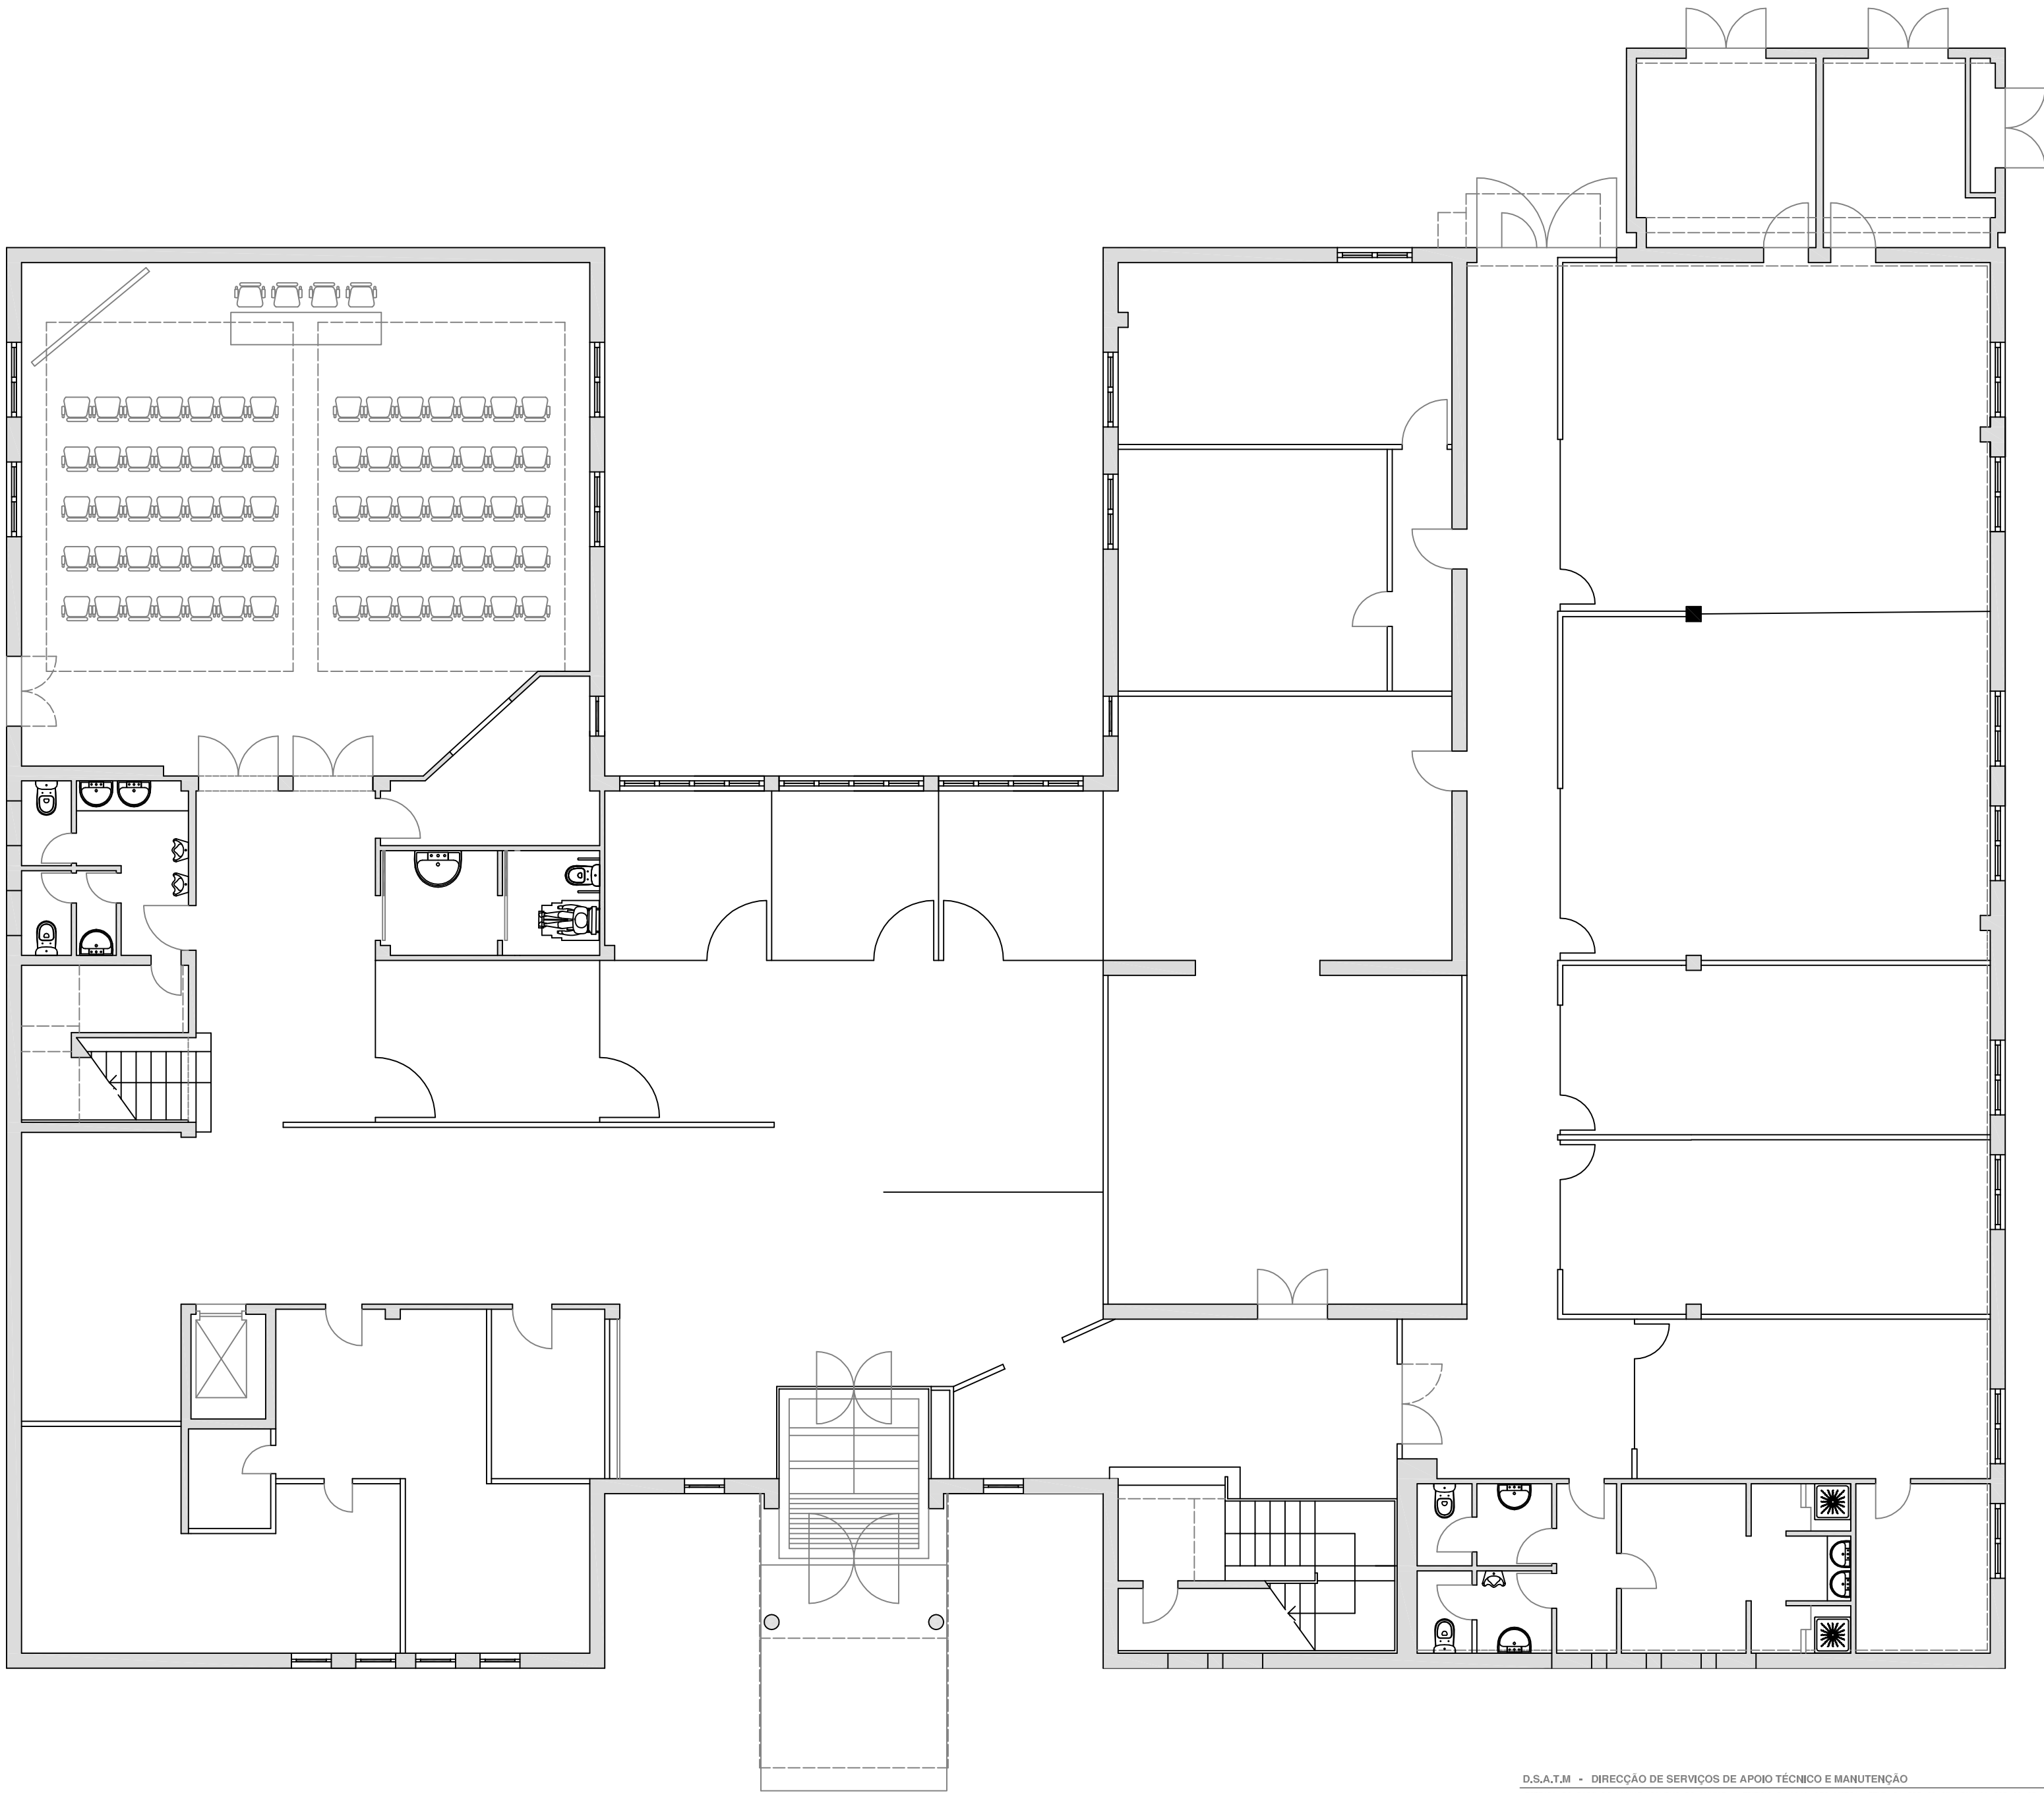 D.S.A.T.M - DIRECÇÃO DE SERVIÇOS DE APOIO TÉCNICO E MANUTENÇÃO